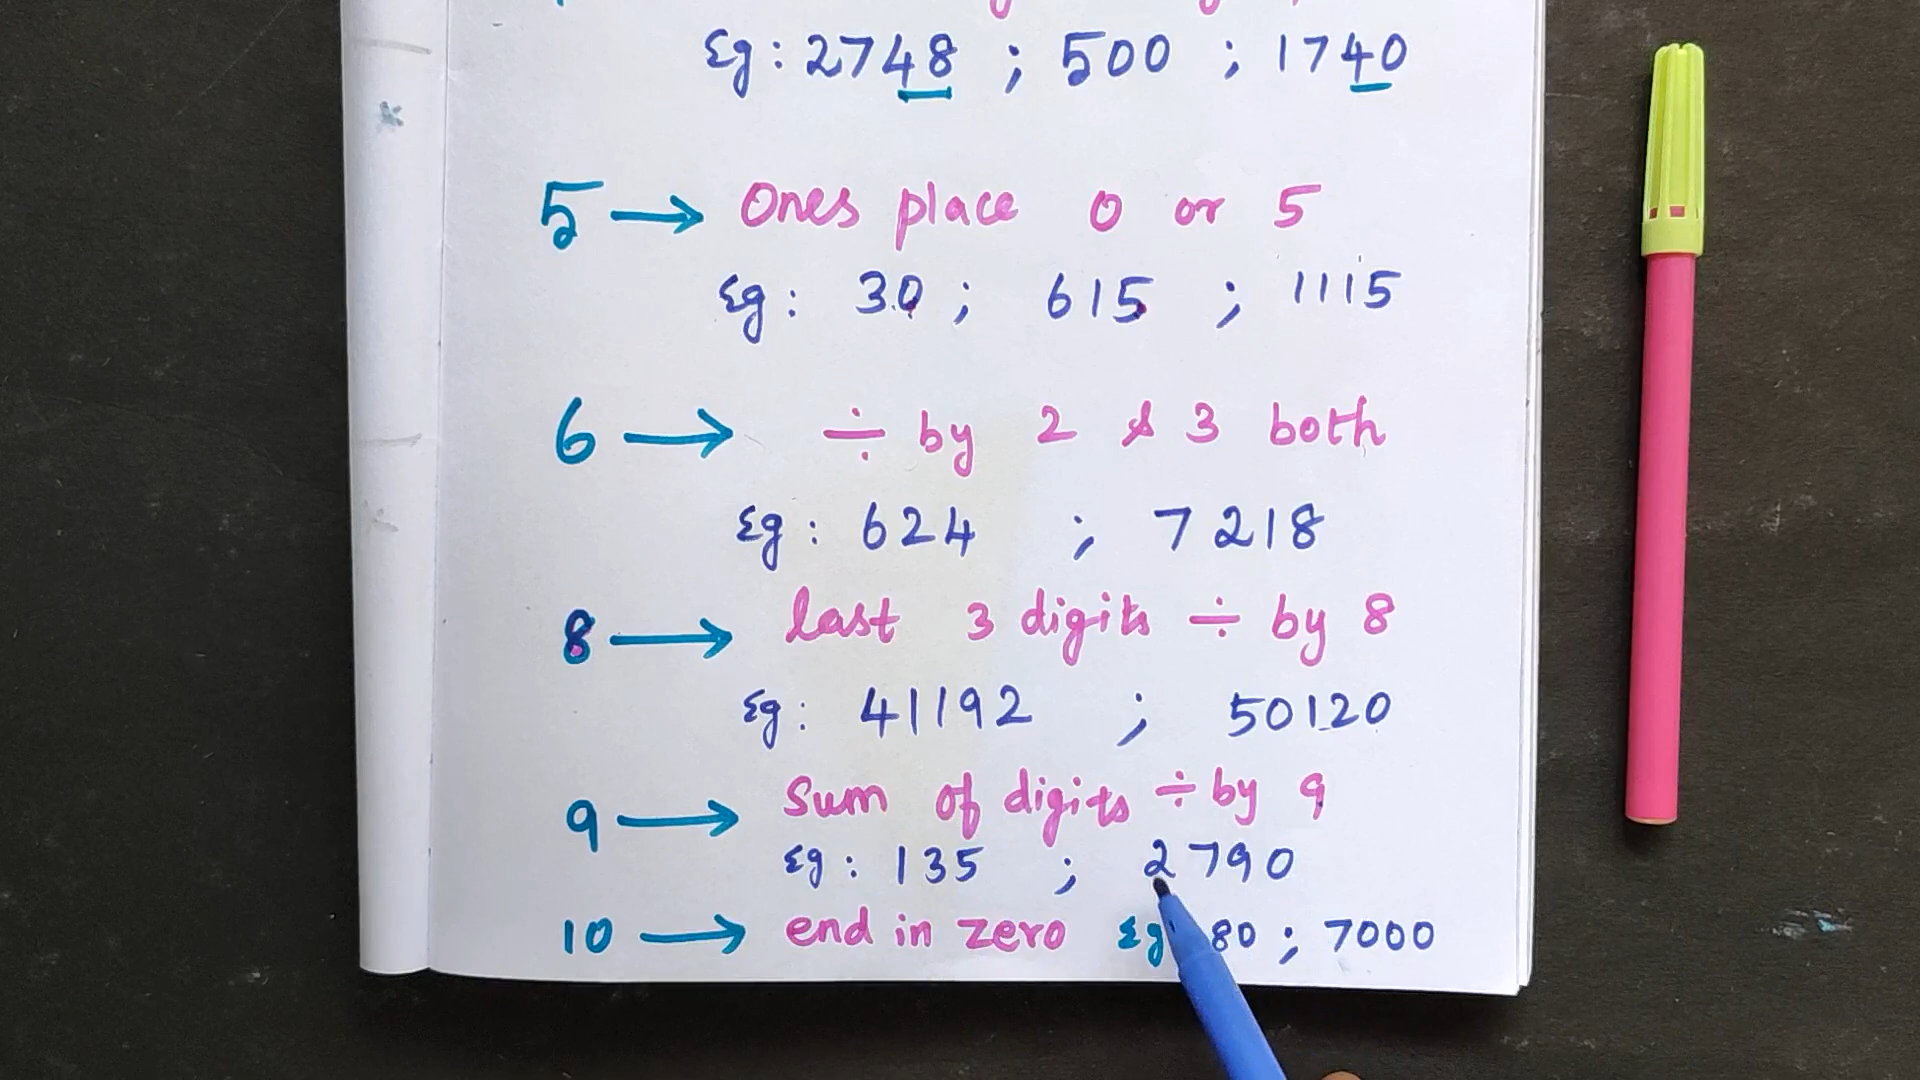 Eg: 2748 ; 500 ; 1740
5 → Ones place 0 or 5
Eg: 30 ; 615 ; 1115
6 → ÷ by 2 & 3 both
Eg: 624 ; 7218
8 → last 3 digits ÷ by 8
Eg: 41192 ; 50120
9 → Sum of digits ÷ by 9
Eg: 135 ; 2790
10 → end in zero Eg 80 ; 7000